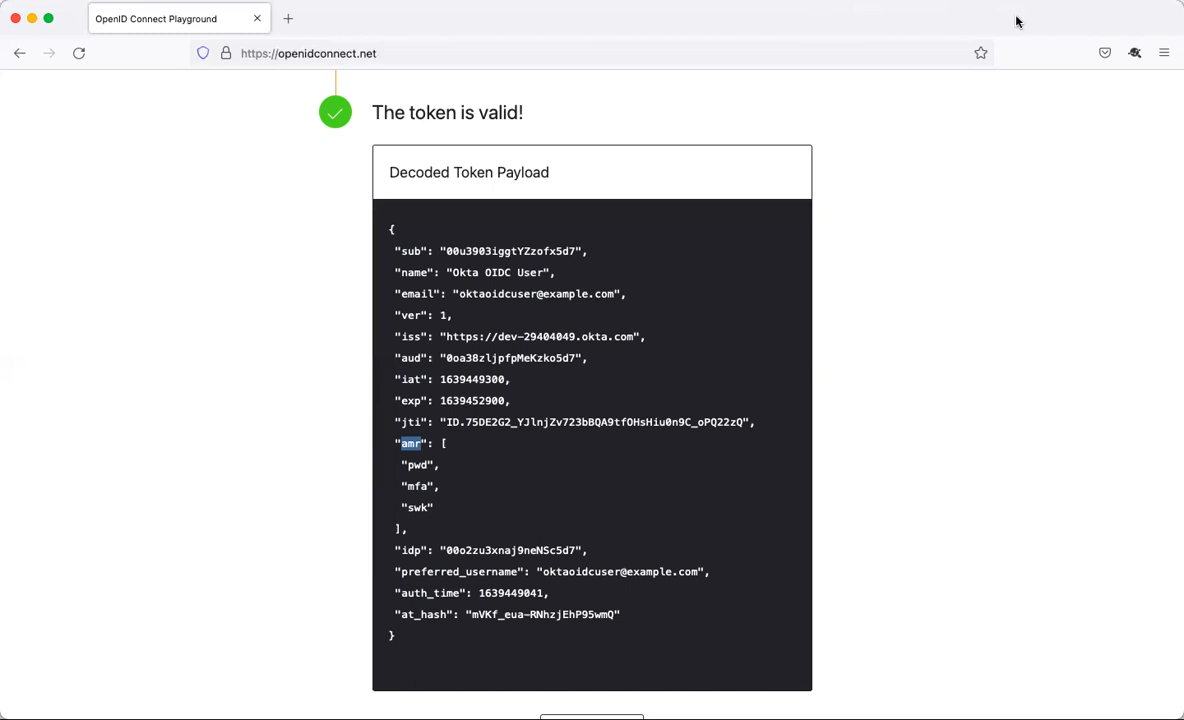 OpenID Connect Playground
https://openidconnect.net
The token is valid!
Decoded Token Payload
{
"sub": "00u3903iggtYZzofx5d7",
"name": "Okta OIDC User",
"email": "oktaoidcuser@example.com",
"ver": 1,
"iss": "https://dev-29404049.okta.com",
"aud": "0oa38zljpfpMeKzko5d7",
"iat": 1639449300,
"exp": 1639452900,
"jti": "ID.75DE2G2_YJlnjZv723bBQA9tfOHsHiu0n9C_oPQ22zQ",
"amr": [
"pwd",
"mfa",
"swk"
],
"idp": "00o2zu3xnaj9neNSc5d7",
"preferred_username": "oktaoidcuser@example.com",
"auth_time": 1639449041,
"at_hash": "mVKf_eua-RNhzjEhP95wmQ"
}